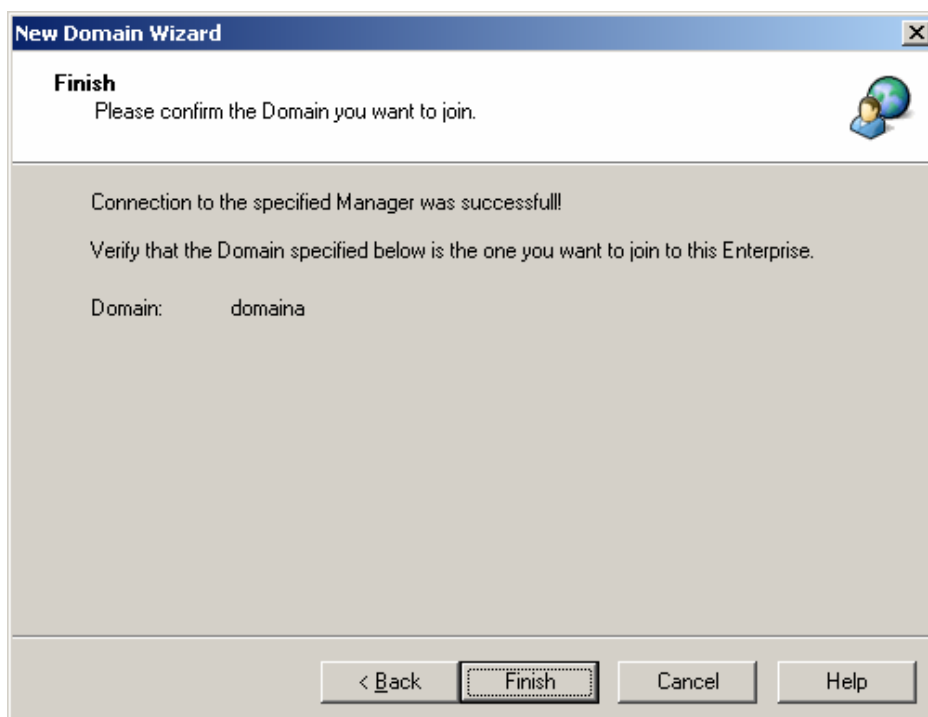 New Domain Wizard
Finish
Please confirm the Domain you want to join.
Connection to the specified Manager was successfull!
Verify that the Domain specified below is the one you want to join to this Enterprise.
Domain: domaina
< Back Finish Cancel Help